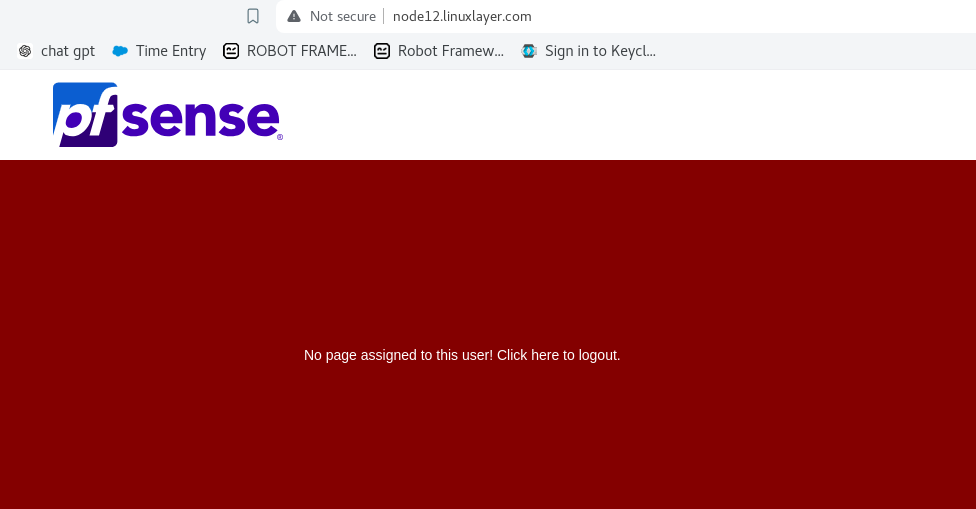 Not secure node12.linuxlayer.com
chat gpt Time Entry ROBOT FRAME... Robot Framew... Sign in to Keycl...
pfsense®
No page assigned to this user! Click here to logout.